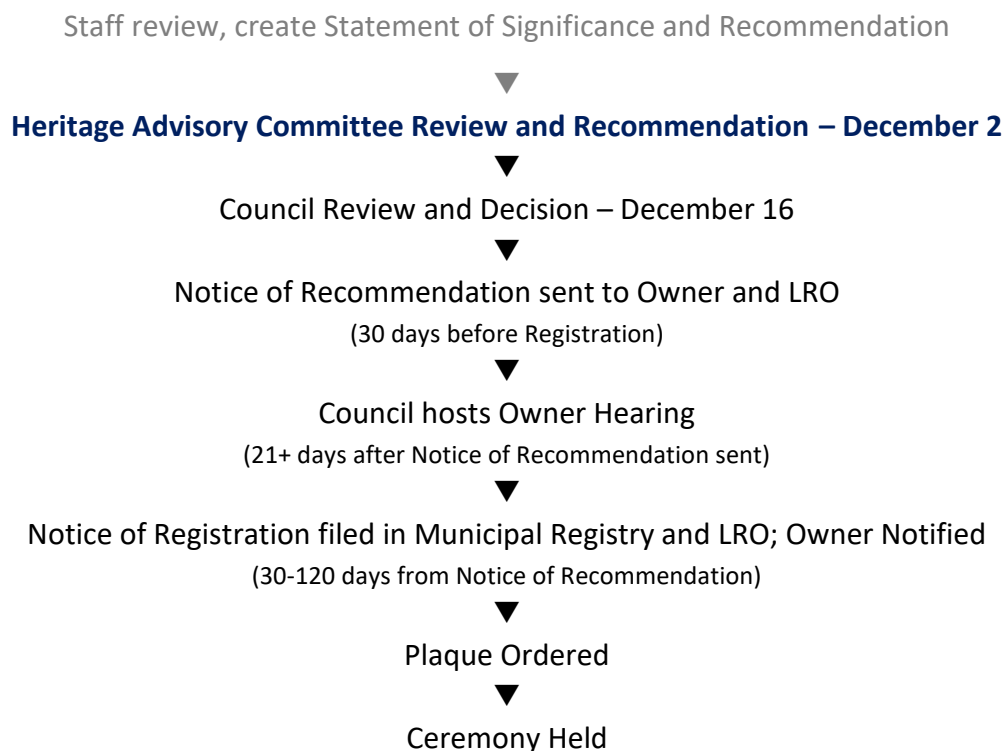 Staff review, create Statement of Significance and Recommendation
Heritage Advisory Committee Review and Recommendation – December 2
Council Review and Decision – December 16
Notice of Recommendation sent to Owner and LRO
(30 days before Registration)
Council hosts Owner Hearing
(21+ days after Notice of Recommendation sent)
Notice of Registration filed in Municipal Registry and LRO; Owner Notified
(30-120 days from Notice of Recommendation)
Plaque Ordered
Ceremony Held